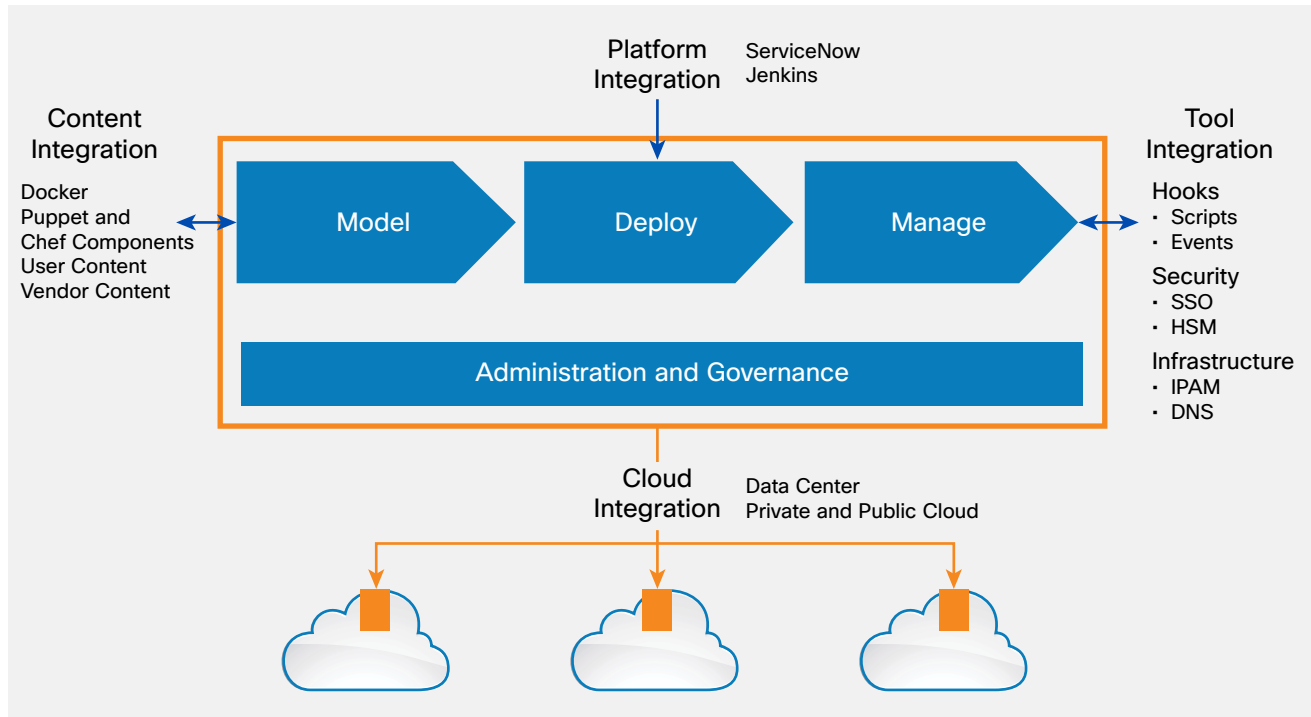 Platform
Integration
ServiceNow
Jenkins
Content
Integration
Docker
Puppet and
Chef Components
User Content
Vendor Content
Model
Deploy
Manage
Administration and Governance
Tool
Integration
Hooks
· Scripts
· Events
Security
· SSO
· HSM
Infrastructure
· IPAM
· DNS
Cloud
Integration
Data Center
Private and Public Cloud